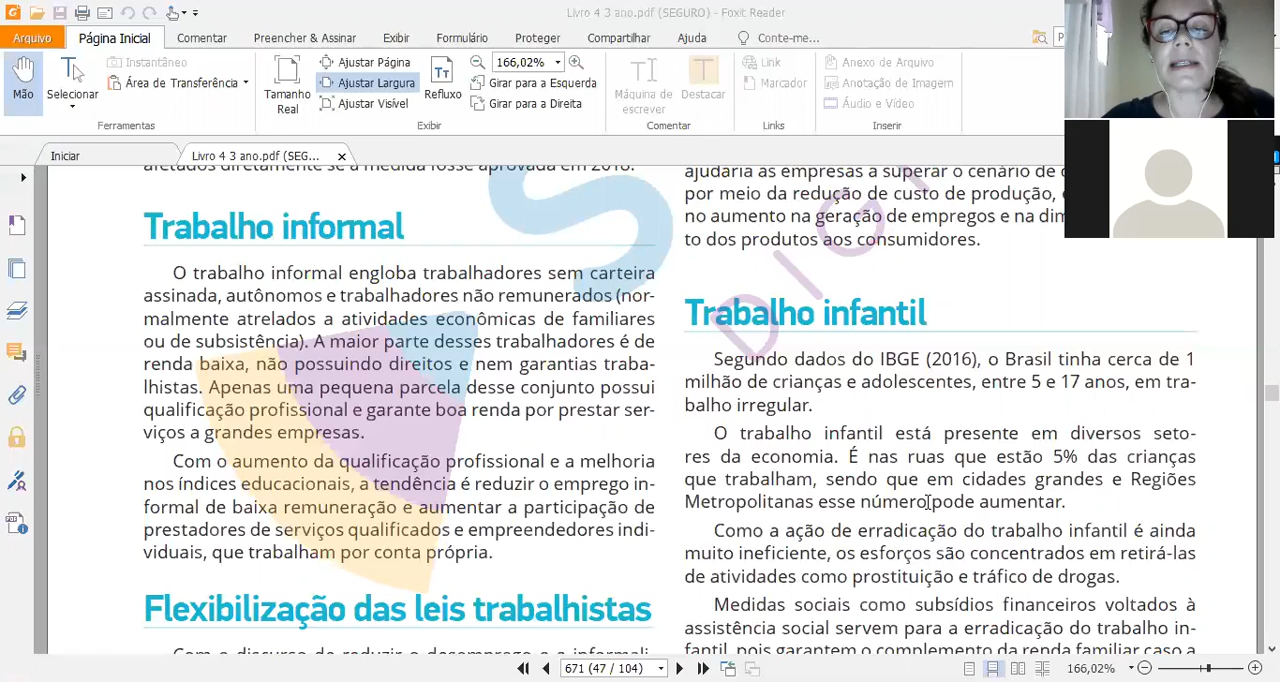 Livro 4 3 ano.pdf (SEGURO) - Foxit Reader
Arquivo Página Inicial Comentar Preencher & Assinar Exibir Formulário Proteger Compartilhar Ajuda Conte-me...
Mão
Selecionar
Instantâneo
Área de Transferência
Ferramentas
Tamanho Real
Ajustar Página
Ajustar Largura
Ajustar Visível
Refluxo
166,02%
Girar para a Esquerda
Girar para a Direita
Exibir
Máquina de escrever
Destacar
Comentar
Link
Marcador
Links
Anexo de Arquivo
Anotação de Imagem
Áudio e Vídeo
Inserir
Iniciar
Livro 4 3 ano.pdf (SEG...
afetados diretamente se a medida fosse aprovada em 2018.
Trabalho informal
O trabalho informal engloba trabalhadores sem carteira
assinada, autônomos e trabalhadores não remunerados (nor-
malmente atrelados a atividades econômicas de familiares
ou de subsistência). A maior parte desses trabalhadores é de
renda baixa, não possuindo direitos e nem garantias traba-
lhistas. Apenas uma pequena parcela desse conjunto possui
qualificação profissional e garante boa renda por prestar ser-
viços a grandes empresas.
Com o aumento da qualificação profissional e a melhoria
nos índices educacionais, a tendência é reduzir o emprego in-
formal de baixa remuneração e aumentar a participação de
prestadores de serviços qualificados e empreendedores indi-
viduais, que trabalham por conta própria.
Flexibilização das leis trabalhistas
Com o discurso de reduzir o desemprego e a informali-
ajudaria as empresas a superar o cenário de
por meio da redução de custo de produção,
no aumento na geração de empregos e na
to dos produtos aos consumidores.
Trabalho infantil
Segundo dados do IBGE (2016), o Brasil tinha cerca de 1
milhão de crianças e adolescentes, entre 5 e 17 anos, em tra-
balho irregular.
O trabalho infantil está presente em diversos seto-
res da economia. É nas ruas que estão 5% das crianças
que trabalham, sendo que em cidades grandes e Regiões
Metropolitanas esse número pode aumentar.
Como a ação de erradicação do trabalho infantil é ainda
muito ineficiente, os esforços são concentrados em retirá-las
de atividades como prostituição e tráfico de drogas.
Medidas sociais como subsídios financeiros voltados à
assistência social servem para a erradicação do trabalho in-
fantil, pois garantem o complemento da renda familiar caso a
S DIGI
671 (47 / 104)
166,02%